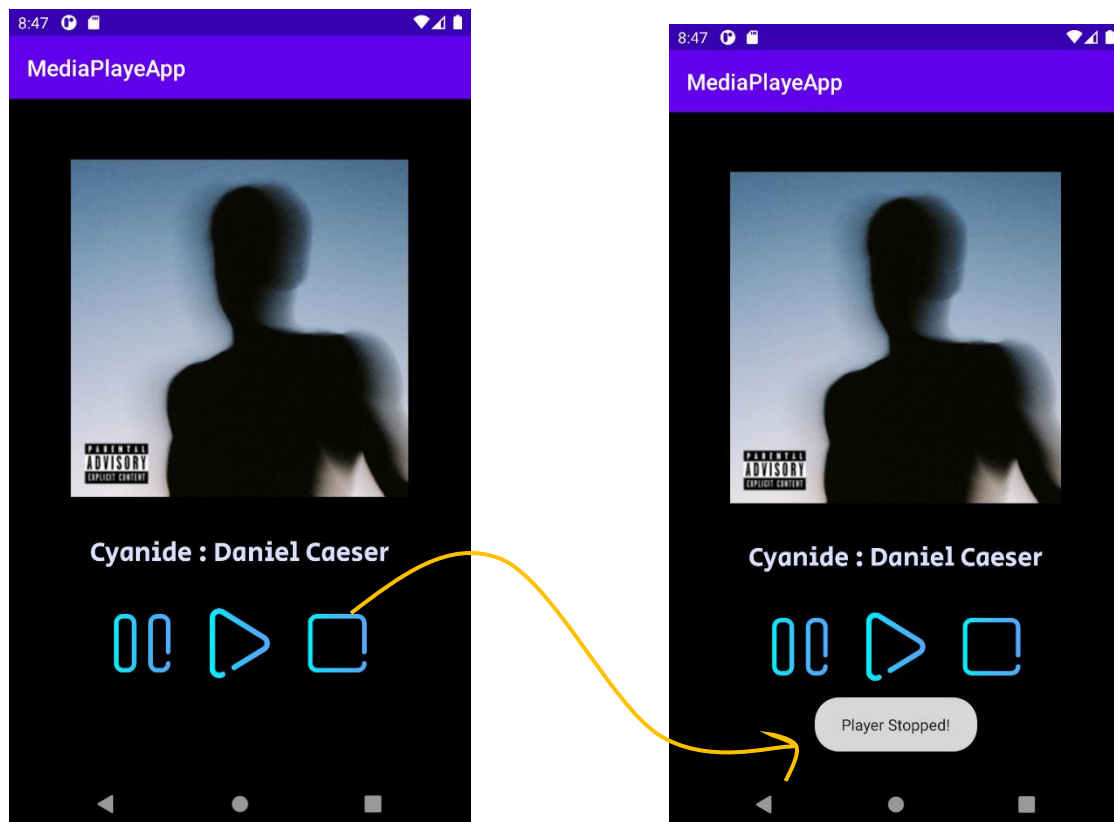 8:47
MediaPlayeApp
PARENTAL
ADVISORY
EXPLICIT CONTENT
Cyanide : Daniel Caeser
8:47
MediaPlayeApp
PARENTAL
ADVISORY
EXPLICIT CONTENT
Cyanide : Daniel Caeser
Player Stopped!